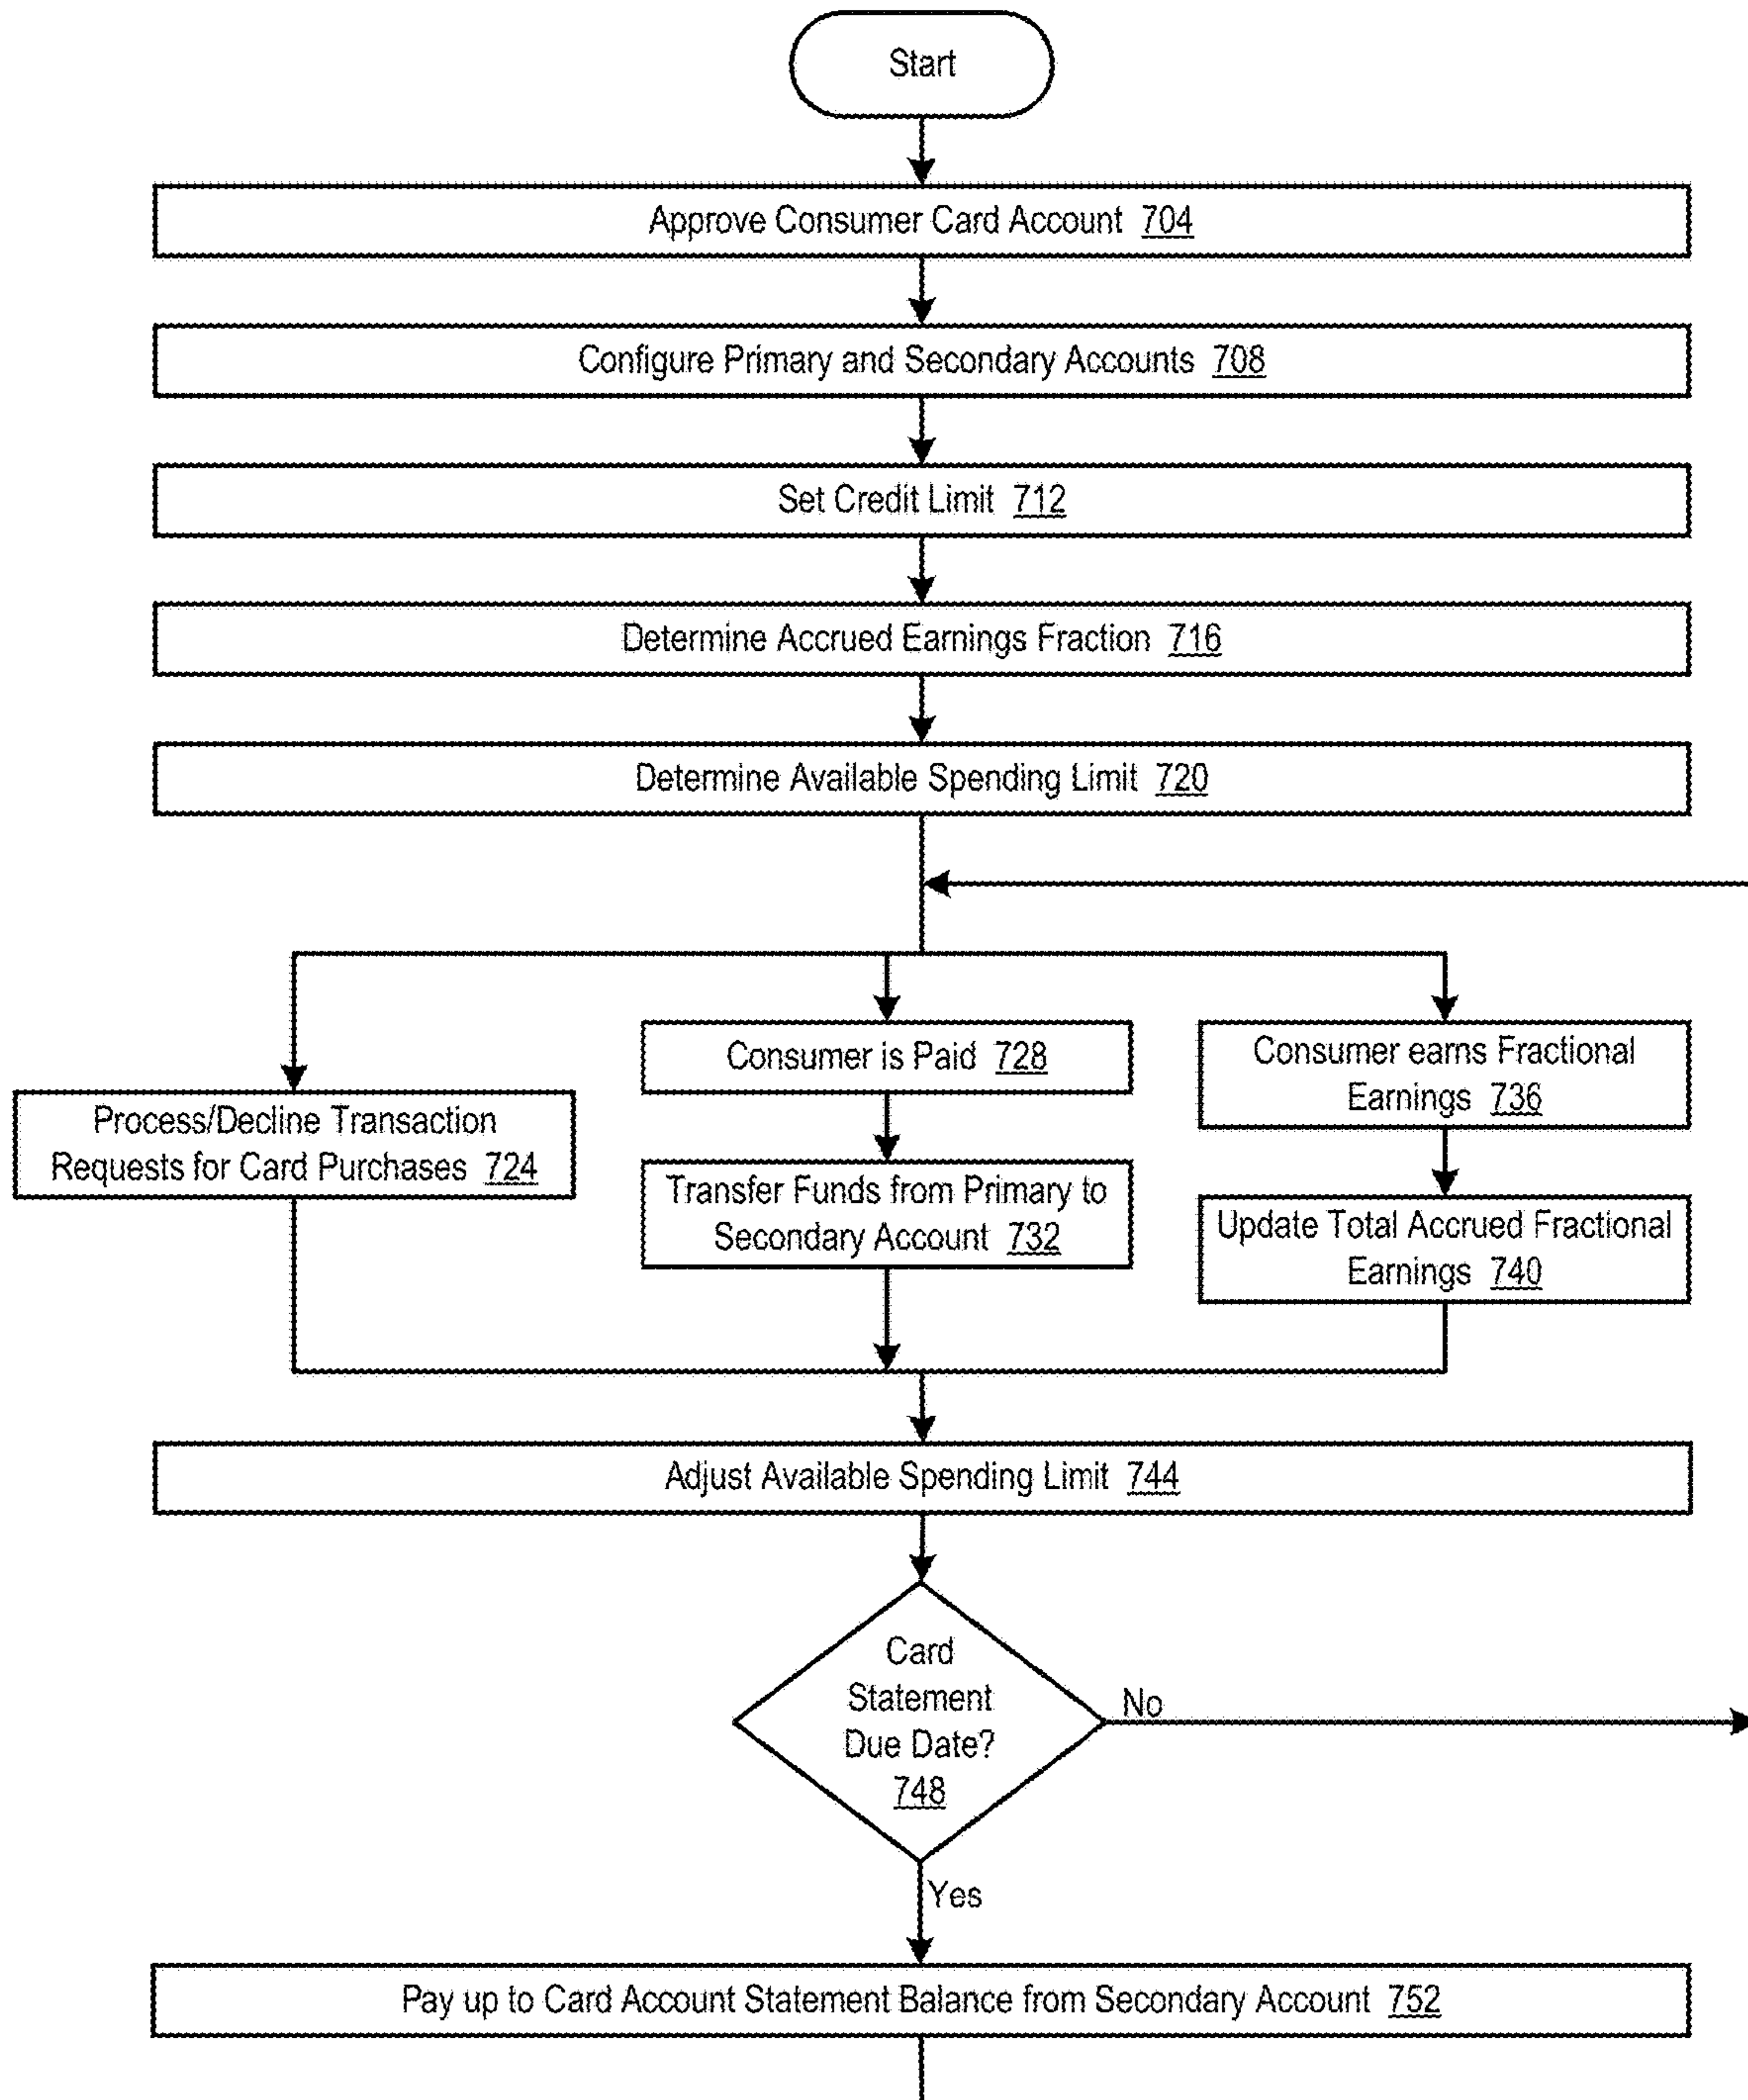 Start
Approve Consumer Card Account 704
Configure Primary and Secondary Accounts 708
Set Credit Limit 712
Determine Accrued Earnings Fraction 716
Determine Available Spending Limit 720
Process/Decline Transaction
Requests for Card Purchases 724
Consumer is Paid 728
Transfer Funds from Primary to
Secondary Account 732
Consumer earns Fractional
Earnings 736
Update Total Accrued Fractional
Earnings 740
Adjust Available Spending Limit 744
Card
Statement
Due Date?
748
No
Yes
Pay up to Card Account Statement Balance from Secondary Account 752